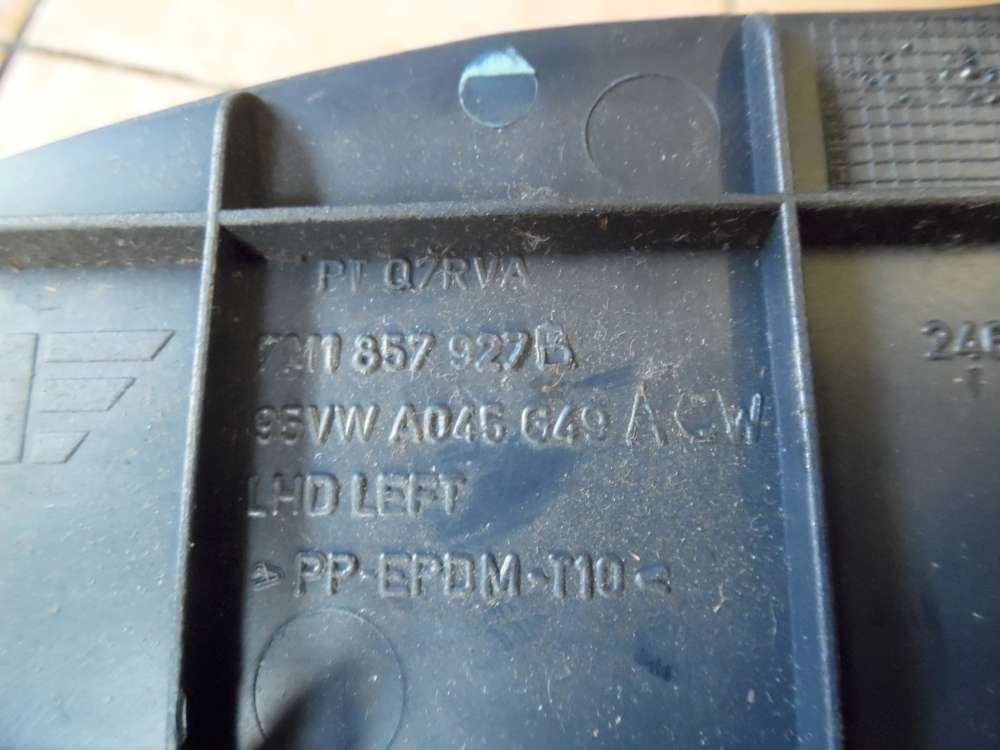 PT Q7RVA
7M1 857 927 B
95VW A045 649 ACW
LHD LEFT
>PP-EPDM-T10<